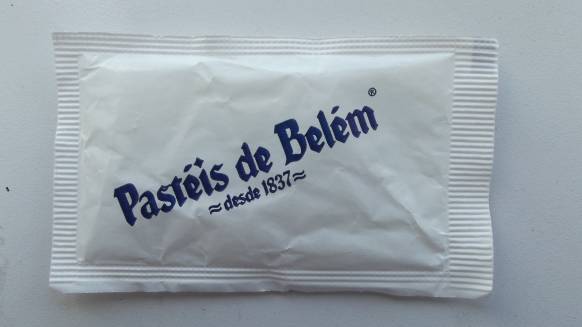 Pastéis de Belém®
≈desde 1837≈